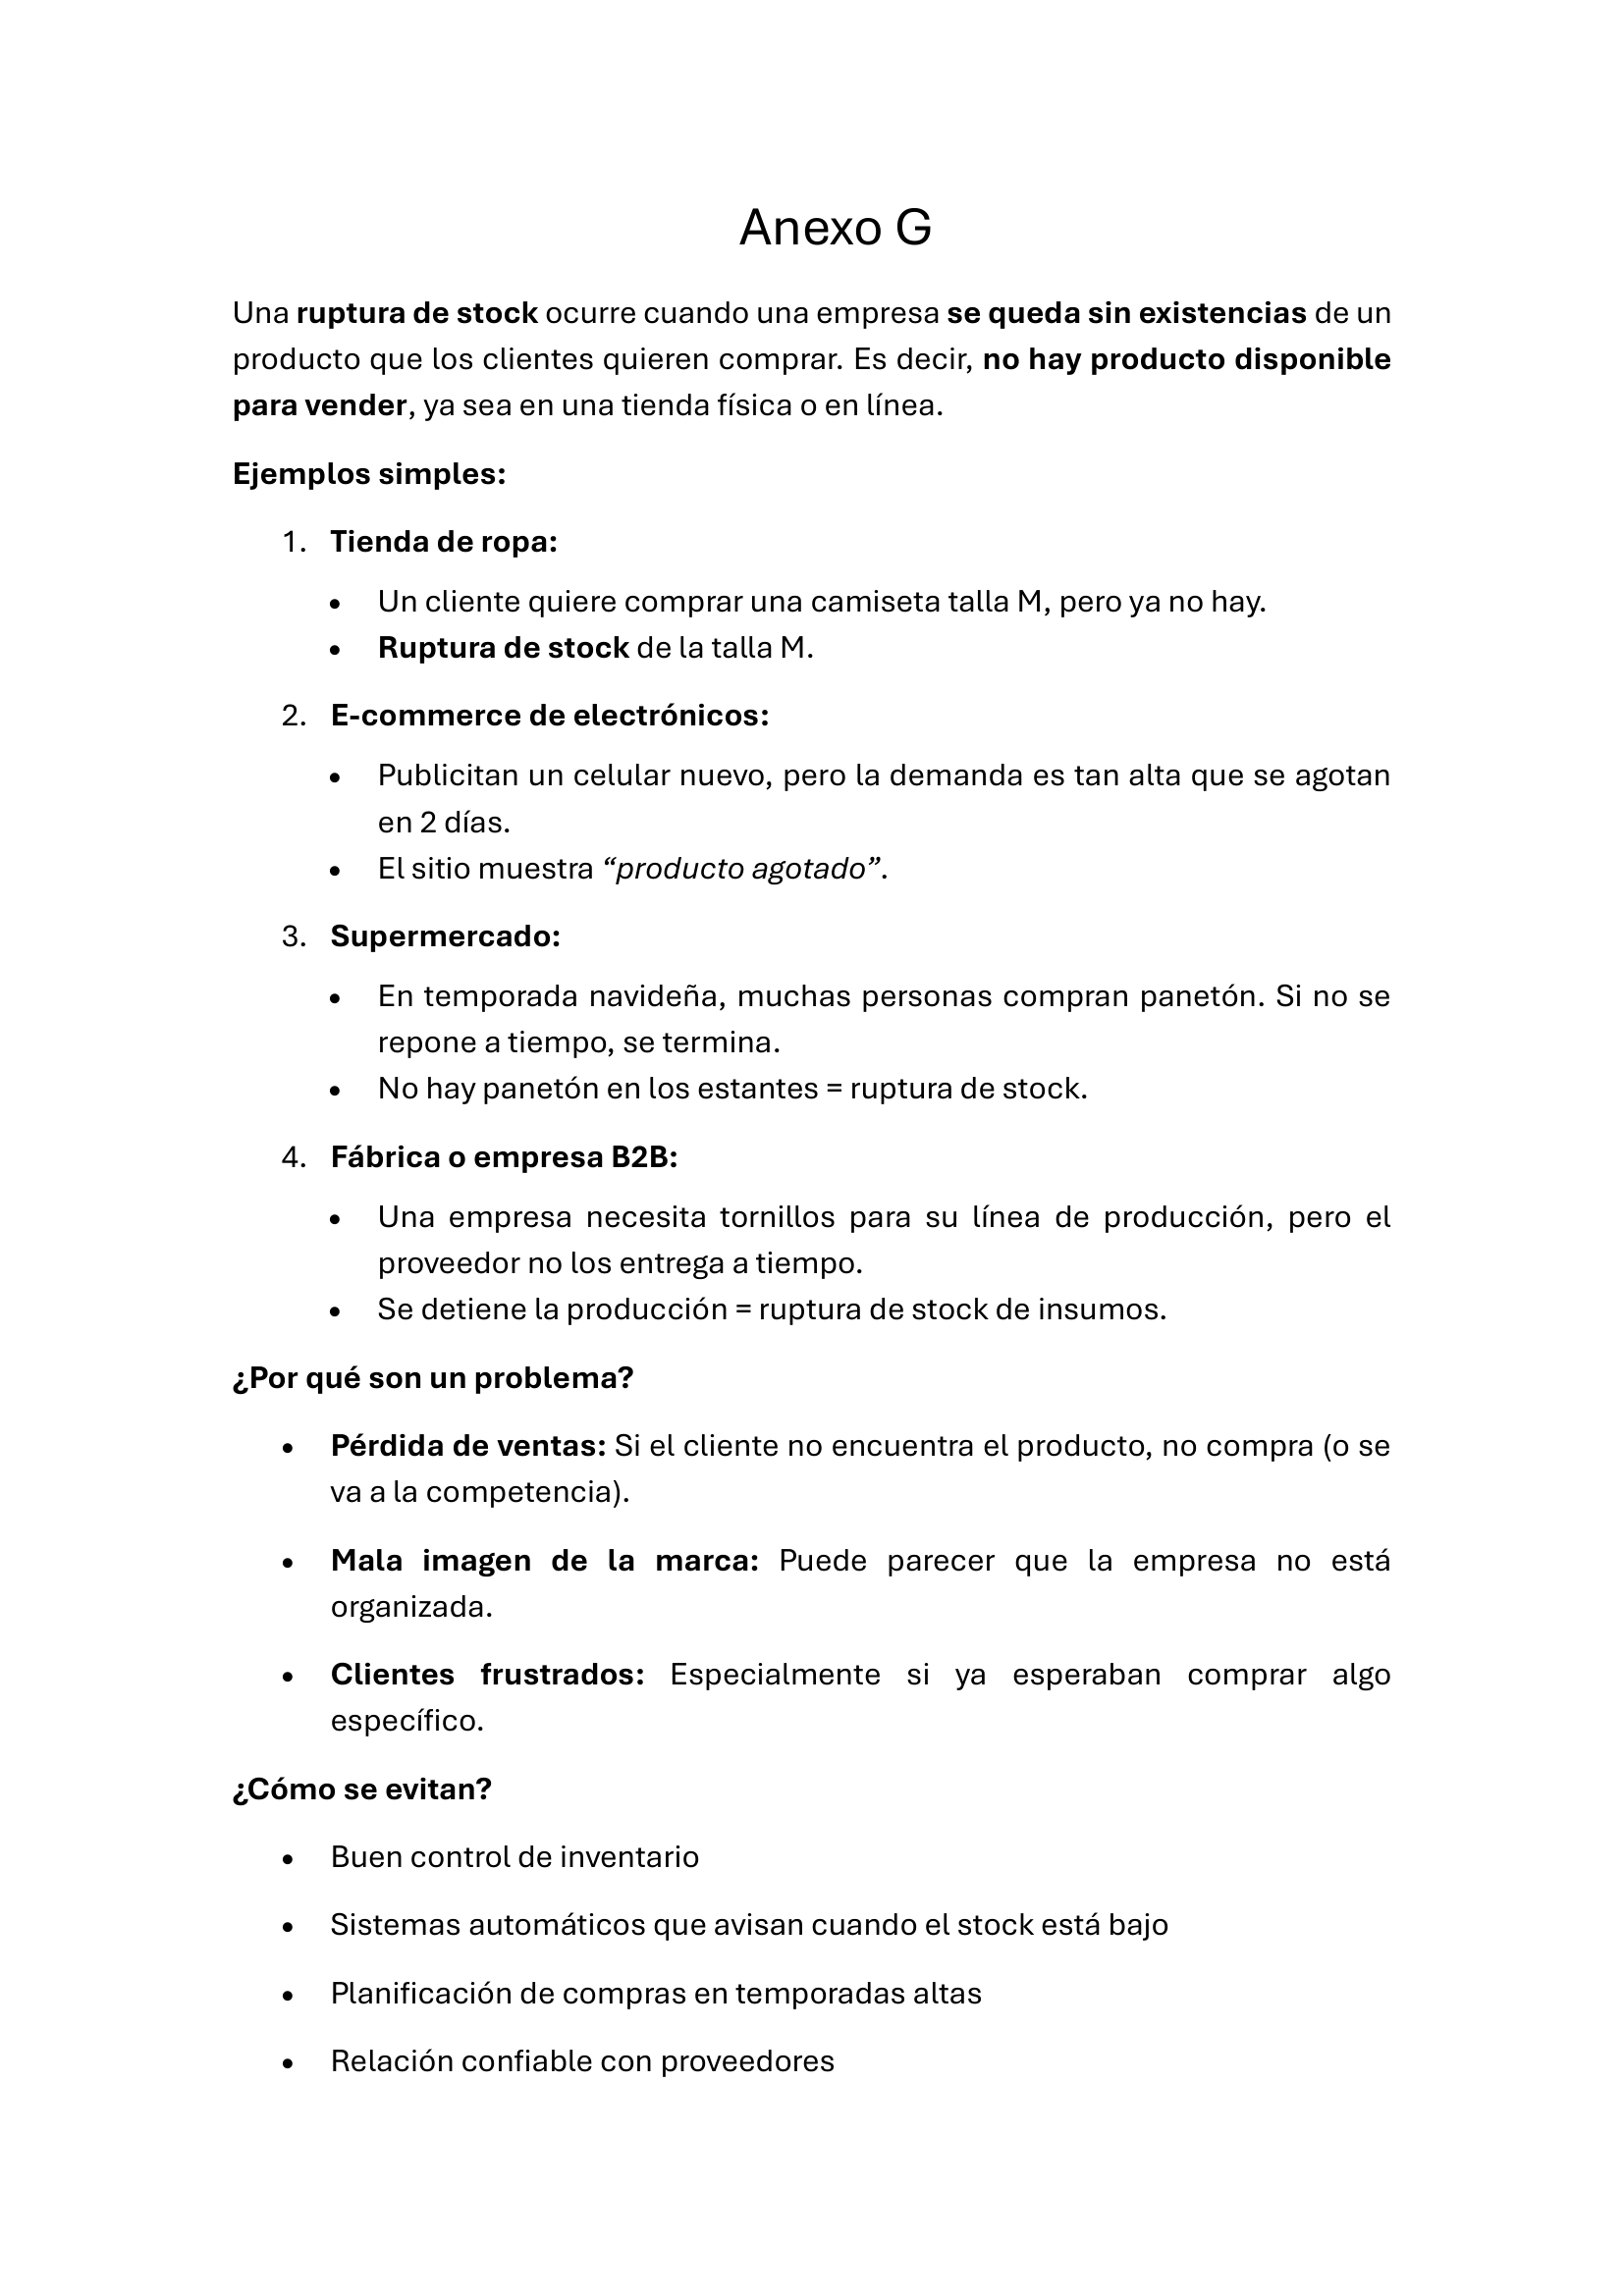 Anexo G
Una ruptura de stock ocurre cuando una empresa se queda sin existencias de un
producto que los clientes quieren comprar. Es decir, no hay producto disponible
para vender, ya sea en una tienda física o en línea.
Ejemplos simples:
1. Tienda de ropa:
• Un cliente quiere comprar una camiseta talla M, pero ya no hay.
• Ruptura de stock de la talla M.
2. E-commerce de electrónicos:
• Publicitan un celular nuevo, pero la demanda es tan alta que se agotan
en 2 días.
• El sitio muestra “producto agotado”.
3. Supermercado:
• En temporada navideña, muchas personas compran panetón. Si no se
repone a tiempo, se termina.
• No hay panetón en los estantes = ruptura de stock.
4. Fábrica o empresa B2B:
• Una empresa necesita tornillos para su línea de producción, pero el
proveedor no los entrega a tiempo.
• Se detiene la producción = ruptura de stock de insumos.
¿Por qué son un problema?
• Pérdida de ventas: Si el cliente no encuentra el producto, no compra (o se
va a la competencia).
• Mala imagen de la marca: Puede parecer que la empresa no está
organizada.
• Clientes frustrados: Especialmente si ya esperaban comprar algo
específico.
¿Cómo se evitan?
• Buen control de inventario
• Sistemas automáticos que avisan cuando el stock está bajo
• Planificación de compras en temporadas altas
• Relación confiable con proveedores